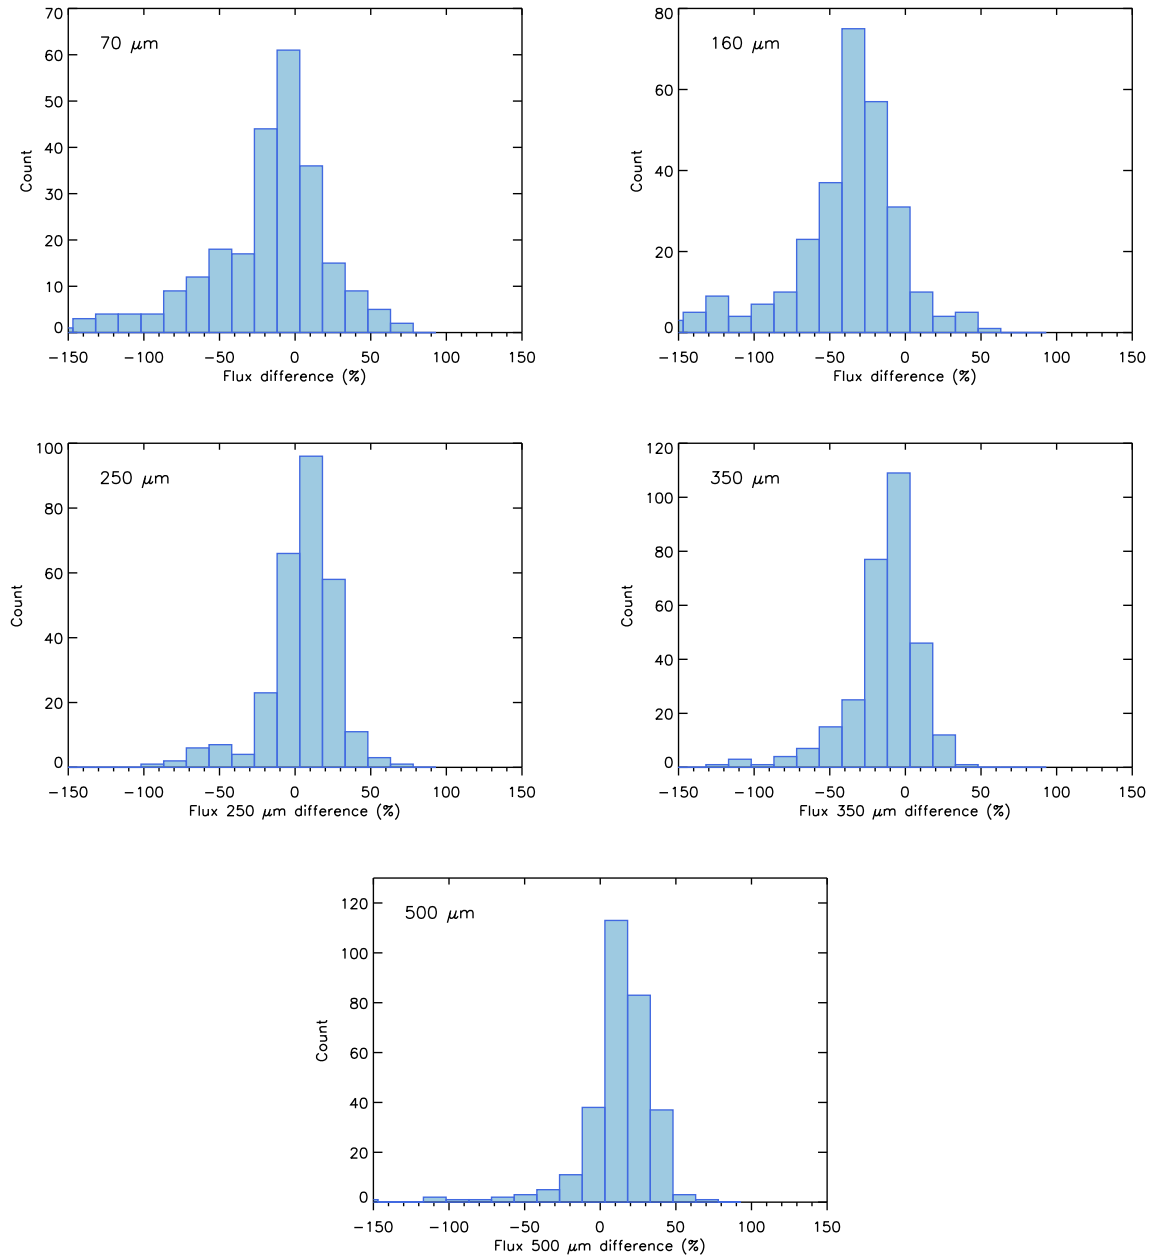 70 μm
70
60
50
40
30
20
10
0
Count
−150 −100 −50 0 50 100 150
Flux difference (%)
160 μm
80
60
40
20
0
Count
−150 −100 −50 0 50 100 150
Flux difference (%)
250 μm
100
80
60
40
20
0
Count
−150 −100 −50 0 50 100 150
Flux 250 μm difference (%)
350 μm
120
100
80
60
40
20
0
Count
−150 −100 −50 0 50 100 150
Flux 350 μm difference (%)
500 μm
120
100
80
60
40
20
0
Count
−150 −100 −50 0 50 100 150
Flux 500 μm difference (%)